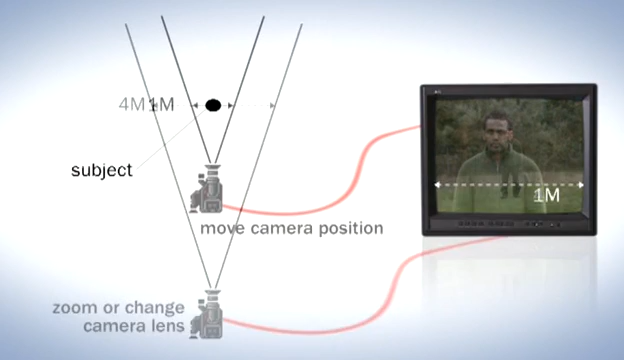 4M 1M
subject
1M
move camera position
zoom or change
camera lens